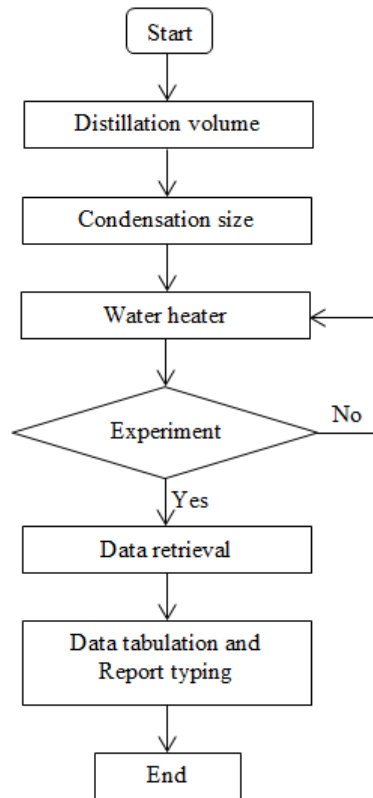 Start
Distillation volume
Condensation size
Water heater
Experiment
No
Yes
Data retrieval
Data tabulation and
Report typing
End